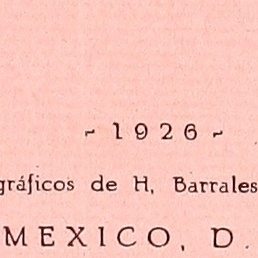 ~ 1926 ~
gráficos de H, Barrales
MEXICO, D.